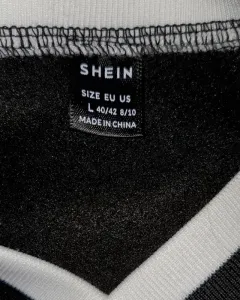 SHEIN
SIZE EU US
L 40/42 8/10
MADE IN CHINA